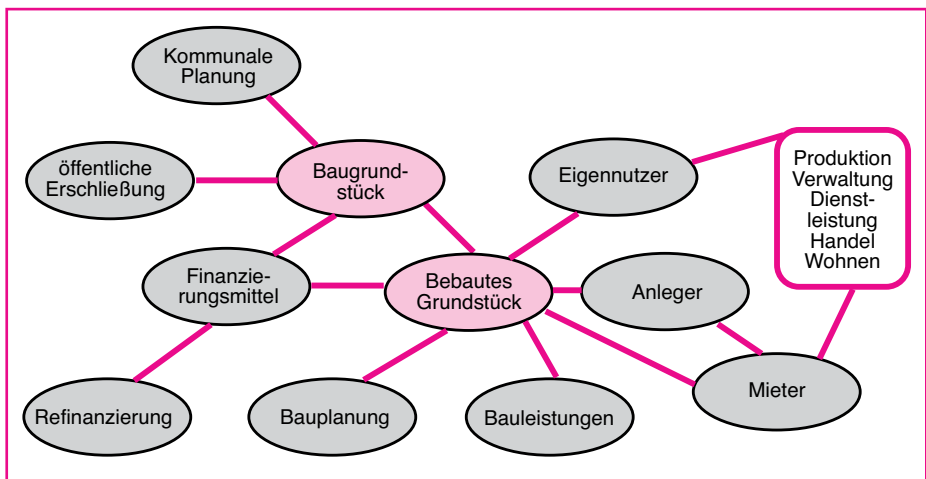 Kommunale
Planung
öffentliche
Erschließung
Baugrund-
stück
Eigennutzer
Produktion
Verwaltung
Dienst-
leistung
Handel
Wohnen
Finanzie-
rungsmittel
Bebautes
Grundstück
Anleger
Refinanzierung
Bauplanung
Bauleistungen
Mieter